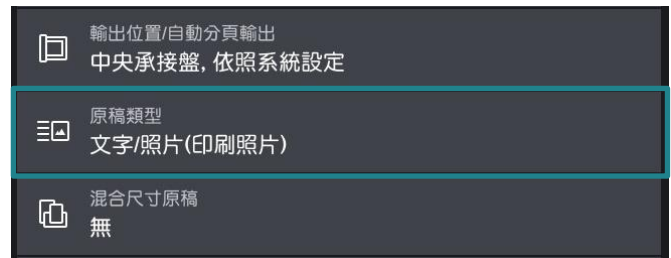 輸出位置/自動分頁輸出
中央承接盤, 依照系統設定
原稿類型
文字/照片(印刷照片)
混合尺寸原稿
無